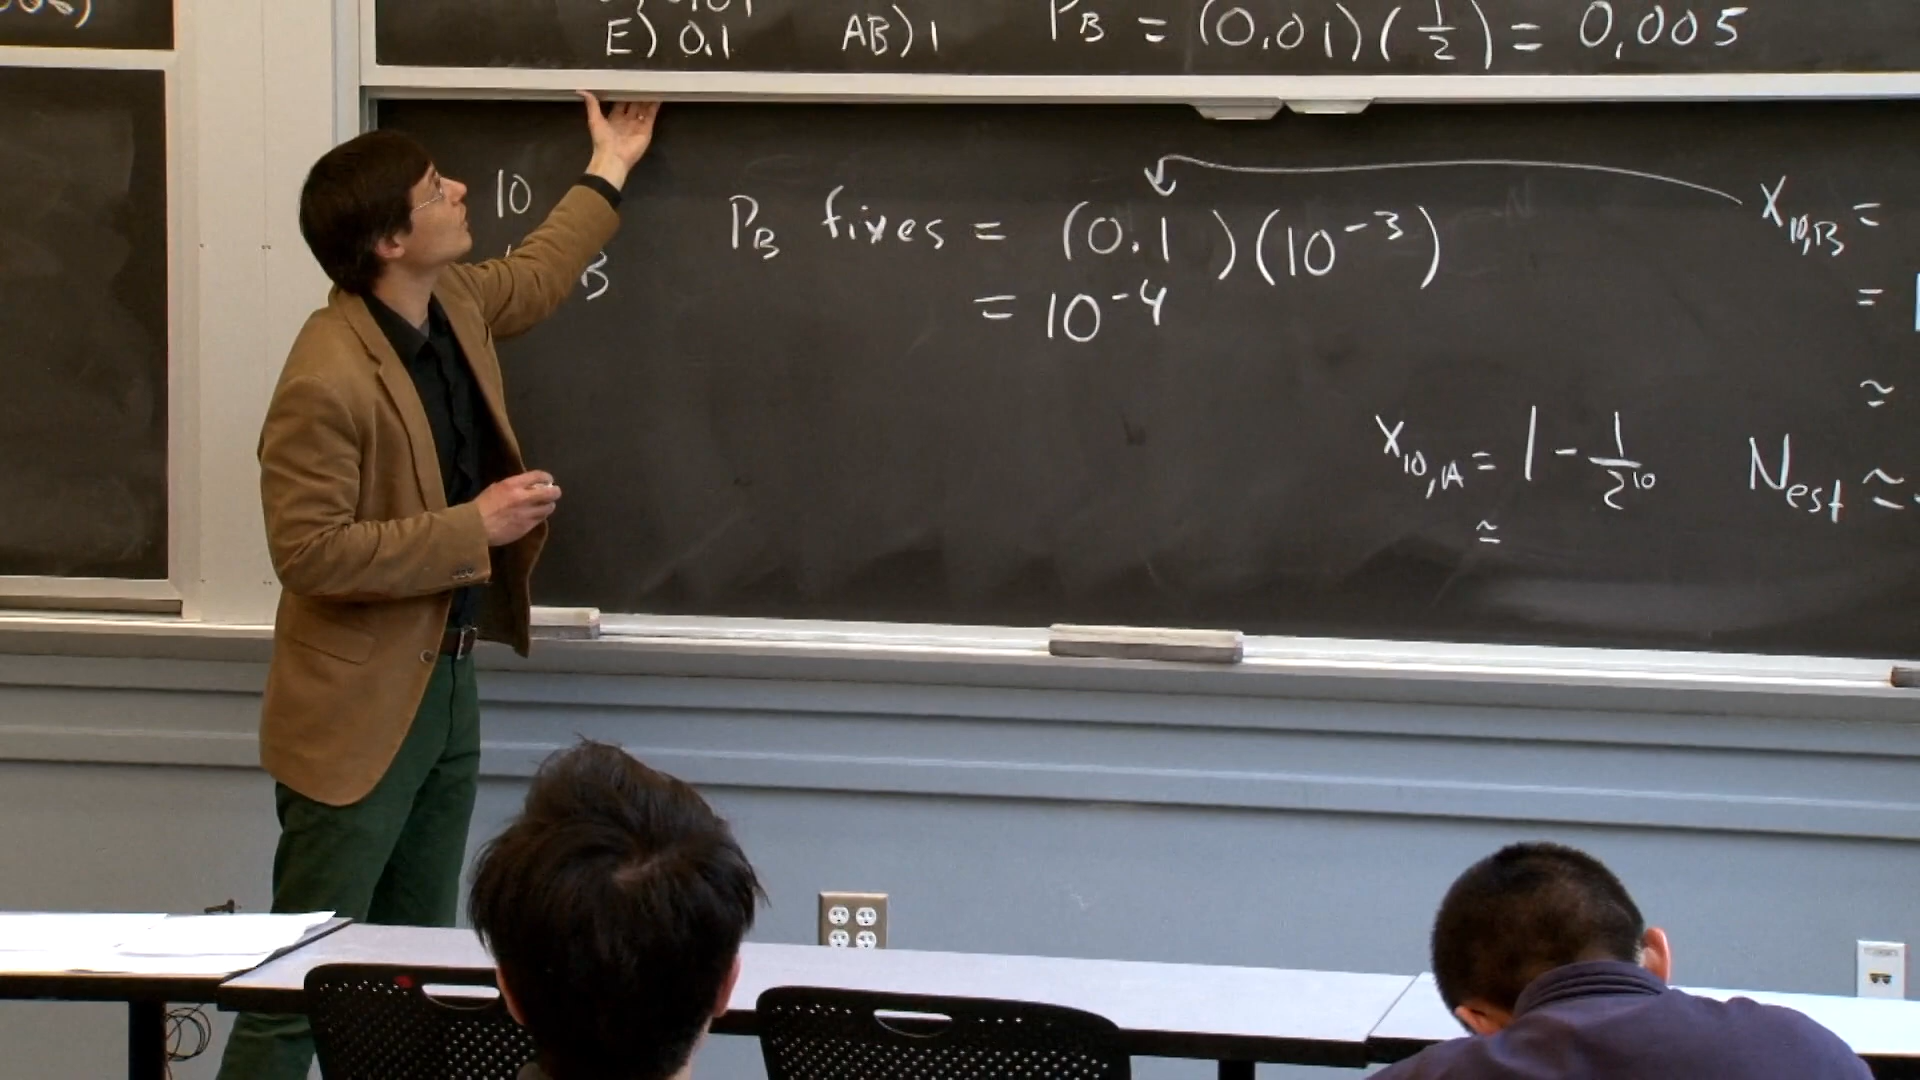 E) 0.1 AB) 1 P_B = (0.01)(1/2) = 0.005
10
B
P_B fixes = (0.1)(10^-3)
= 10^-4
X_10,B =
=
≈
X_10,A = 1 - 1/2^10
≈
N_est ≈